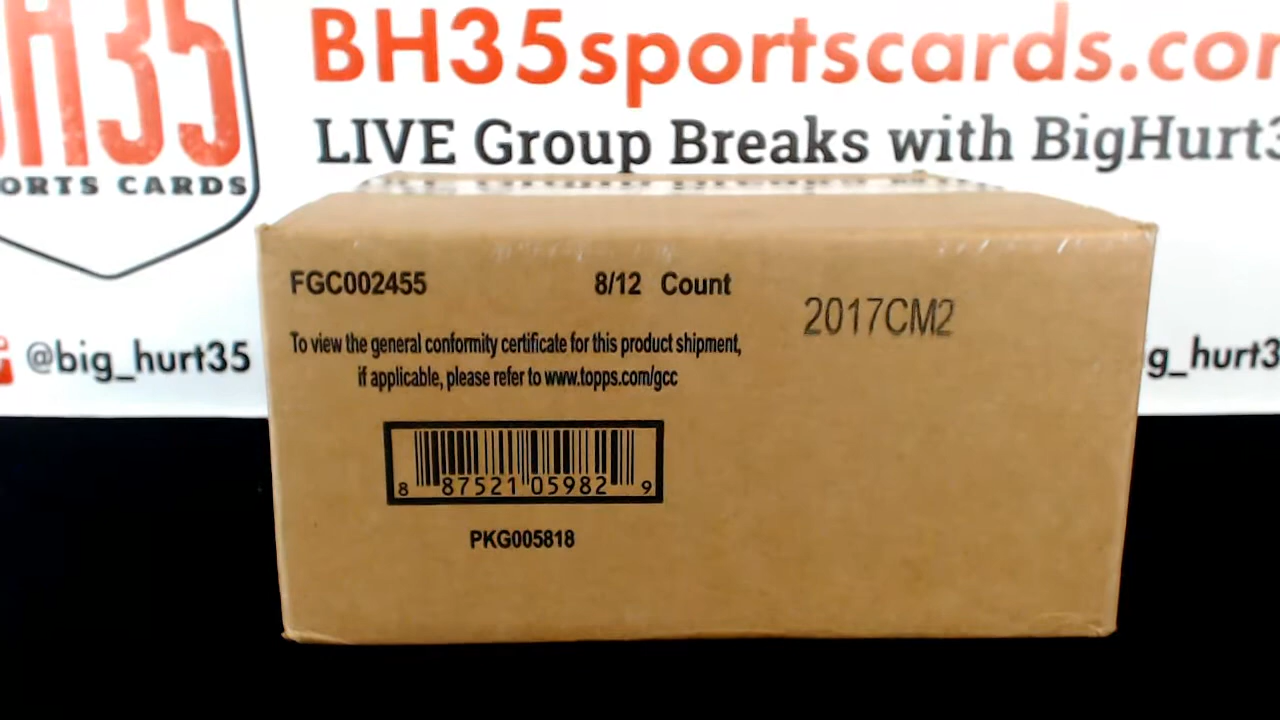 BH35
ORTS CARDS
BH35sportscards.com
LIVE Group Breaks with BigHurt3
@big_hurt35
g_hurt3
FGC002455 8/12 Count
2017CM2
To view the general conformity certificate for this product shipment,
if applicable, please refer to www.topps.com/gcc
8 87521 05982 9
PKG005818